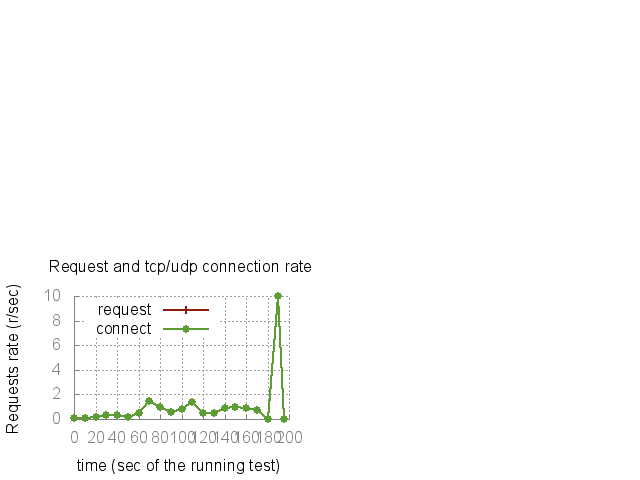 Request and tcp/udp connection rate
Requests rate (r/sec)
10
8
6
4
2
0
request
connect
0 20 40 60 80 100 120 140 160 180 200
time (sec of the running test)